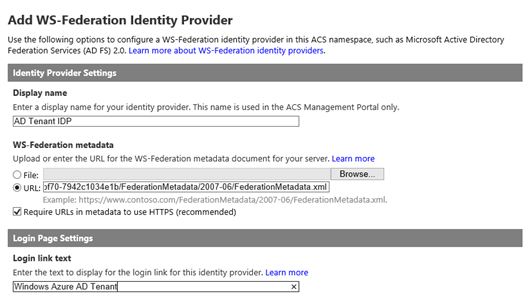 Add WS-Federation Identity Provider
Use the following options to configure a WS-Federation identity provider in this ACS namespace, such as Microsoft Active Directory
Federation Services (AD FS) 2.0. Learn more about WS-Federation identity providers.
Identity Provider Settings
Display name
Enter a display name for your identity provider. This name is used in the ACS Management Portal only.
AD Tenant IDP
WS-Federation metadata
Upload or enter the URL for the WS-Federation metadata document for your server. Learn more
File: Browse...
URL: bf70-7942c1034e1b/FederationMetadata/2007-06/FederationMetadata.xml
Example: https://www.contoso.com/FederationMetadata/2007-06/FederationMetadata.xml.
Require URLs in metadata to use HTTPS (recommended)
Login Page Settings
Login link text
Enter the text to display for the login link for this identity provider. Learn more
Windows Azure AD Tenant